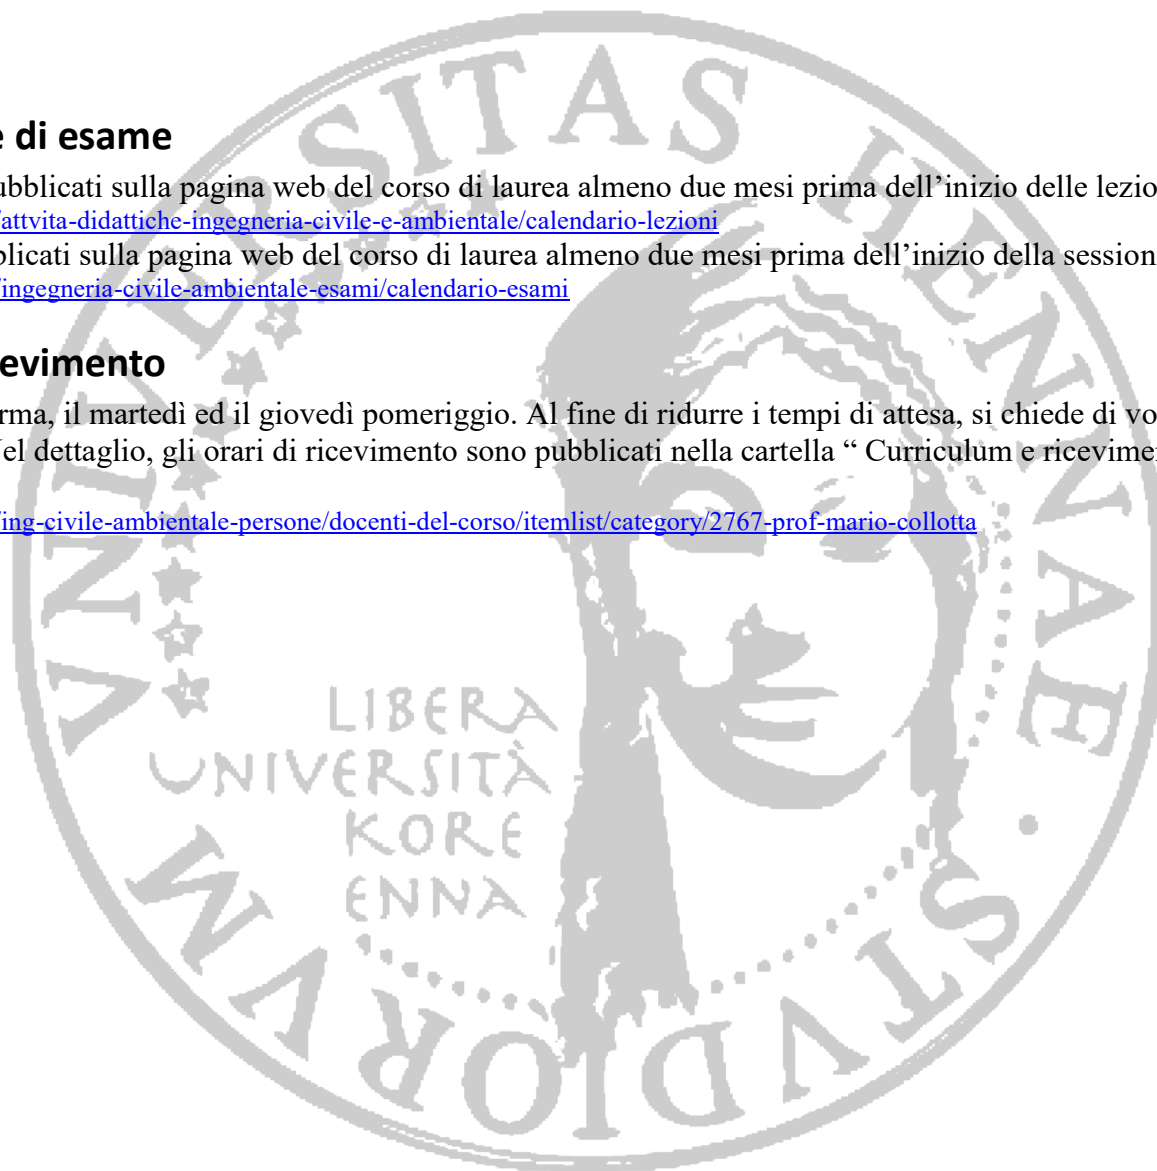 e di esame
ubblicati sulla pagina web del corso di laurea almeno due mesi prima dell’inizio delle lezio
/attvita-didattiche-ingegneria-civile-e-ambientale/calendario-lezioni
blicati sulla pagina web del corso di laurea almeno due mesi prima dell’inizio della session
/ingegneria-civile-ambientale-esami/calendario-esami
evimento
rma, il martedì ed il giovedì pomeriggio. Al fine di ridurre i tempi di attesa, si chiede di vo
el dettaglio, gli orari di ricevimento sono pubblicati nella cartella “ Curriculum e ricevime
/ing-civile-ambientale-persone/docenti-del-corso/itemlist/category/2767-prof-mario-collotta
VNIVERSITAS HENNAE · STVDIORVM
LIBERA
UNIVERSITÀ
KORE
ENNA